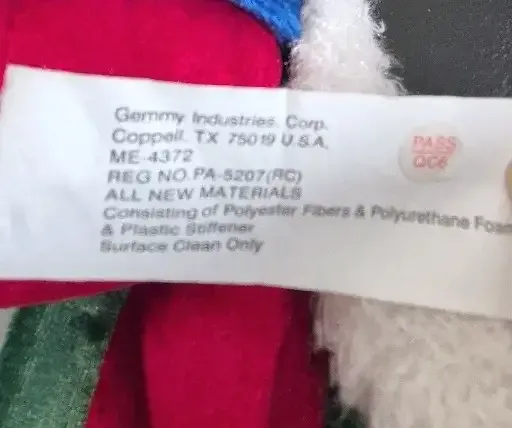 Gemmy Industries Corp.
Coppell, TX 75019 U.S.A.
ME-4372
REG NO.PA-5207(RC)
ALL NEW MATERIALS
Consisting of Polyester Fibers & Polyurethane Foam
& Plastic Stiffener
Surface Clean Only
PASS
QC6